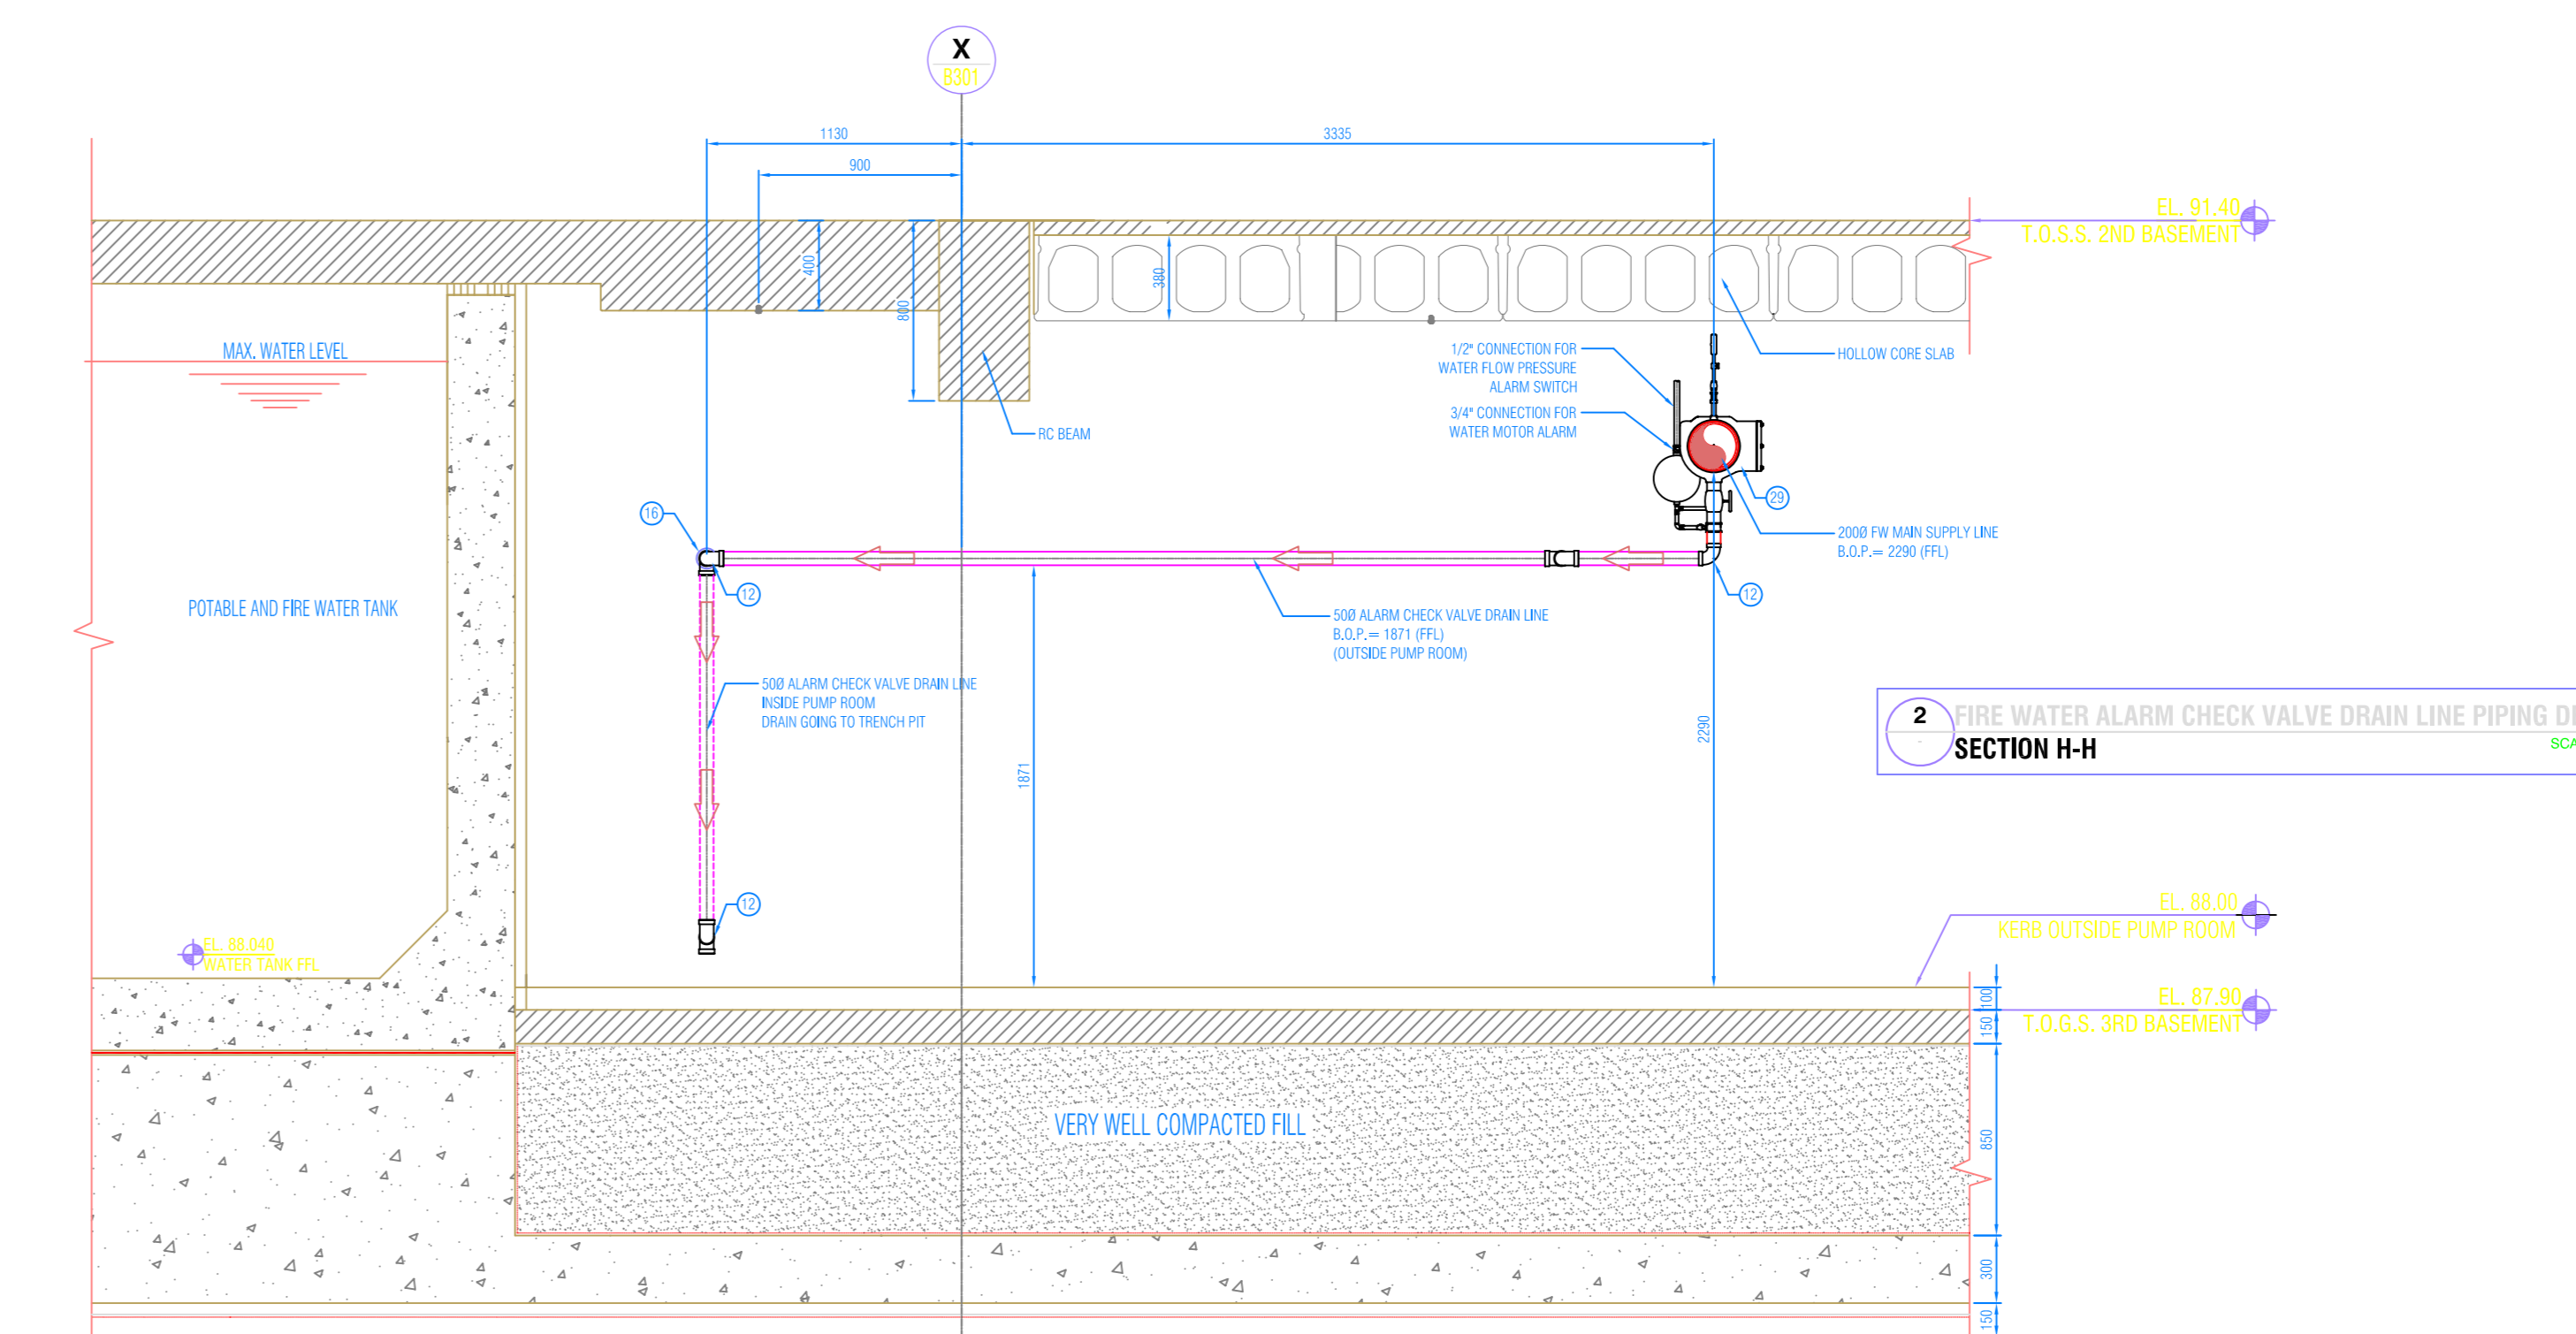 X
B301
1130
3335
900
EL. 91.40
T.O.S.S. 2ND BASEMENT
400
380
800
MAX. WATER LEVEL
1/2" CONNECTION FOR
WATER FLOW PRESSURE
ALARM SWITCH
HOLLOW CORE SLAB
3/4" CONNECTION FOR
WATER MOTOR ALARM
RC BEAM
29
16
200Ø FW MAIN SUPPLY LINE
B.O.P.= 2290 (FFL)
12
12
POTABLE AND FIRE WATER TANK
50Ø ALARM CHECK VALVE DRAIN LINE
B.O.P.= 1871 (FFL)
(OUTSIDE PUMP ROOM)
50Ø ALARM CHECK VALVE DRAIN LINE
INSIDE PUMP ROOM
DRAIN GOING TO TRENCH PIT
2290
1871
2
FIRE WATER ALARM CHECK VALVE DRAIN LINE PIPING
SECTION H-H
12
EL. 88.00
KERB OUTSIDE PUMP ROOM
EL. 88.040
WATER TANK FFL
100
EL. 87.90
T.O.G.S. 3RD BASEMENT
150
VERY WELL COMPACTED FILL
850
300
150